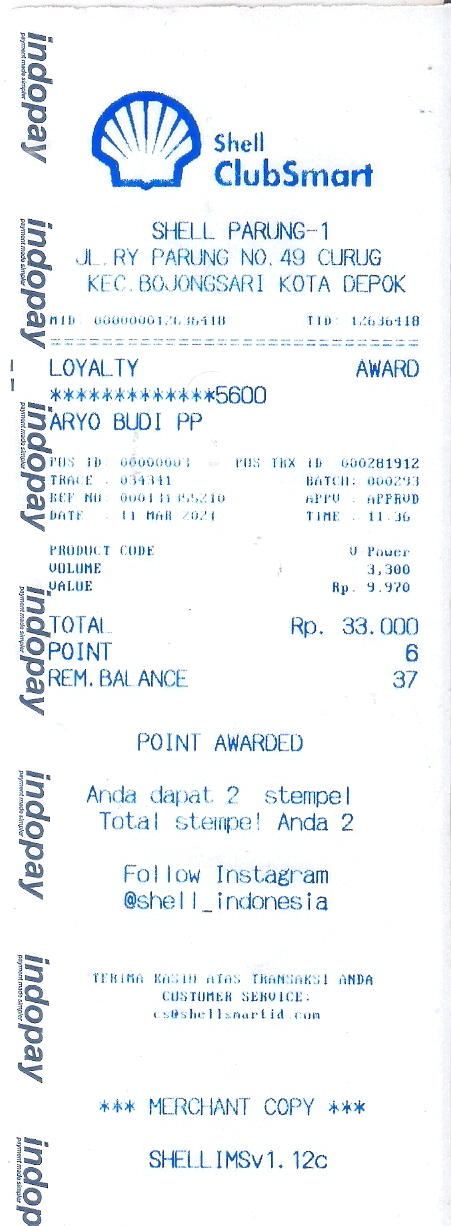 Shell
ClubSmart
SHELL PARUNG-1
JL.RY PARUNG NO.49 CURUG
KEC.BOJONGSARI KOTA DEPOK
MID: 000000012636418 TID: 12636418
================================
LOYALTY AWARD
*************5600
ARYO BUDI PP
POS ID 00000003 POS TRX ID 000281912
TRACE : 034341 BATCH: 000293
REF NO: APPV : APPRVD
DATE : 11 MAR 2021 TIME : 11:36
PRODUCT CODE V Power
VOLUME 3,300
VALUE Rp. 9.970
TOTAL Rp. 33.000
POINT 6
REM.BALANCE 37
POINT AWARDED
Anda dapat 2 stempel
Total stempel Anda 2
Follow Instagram
@shell_indonesia
TERIMA KASIH ATAS TRANSAKSI ANDA
CUSTOMER SERVICE:
cs@shellsmartid.com
*** MERCHANT COPY ***
SHELLIMSv1.12c
indopay
payment made simpler
indopay
payment made simpler
indopay
payment made simpler
indopay
payment made simpler
indopay
payment made simpler
indopay
payment made simpler
indop
payment made simpler